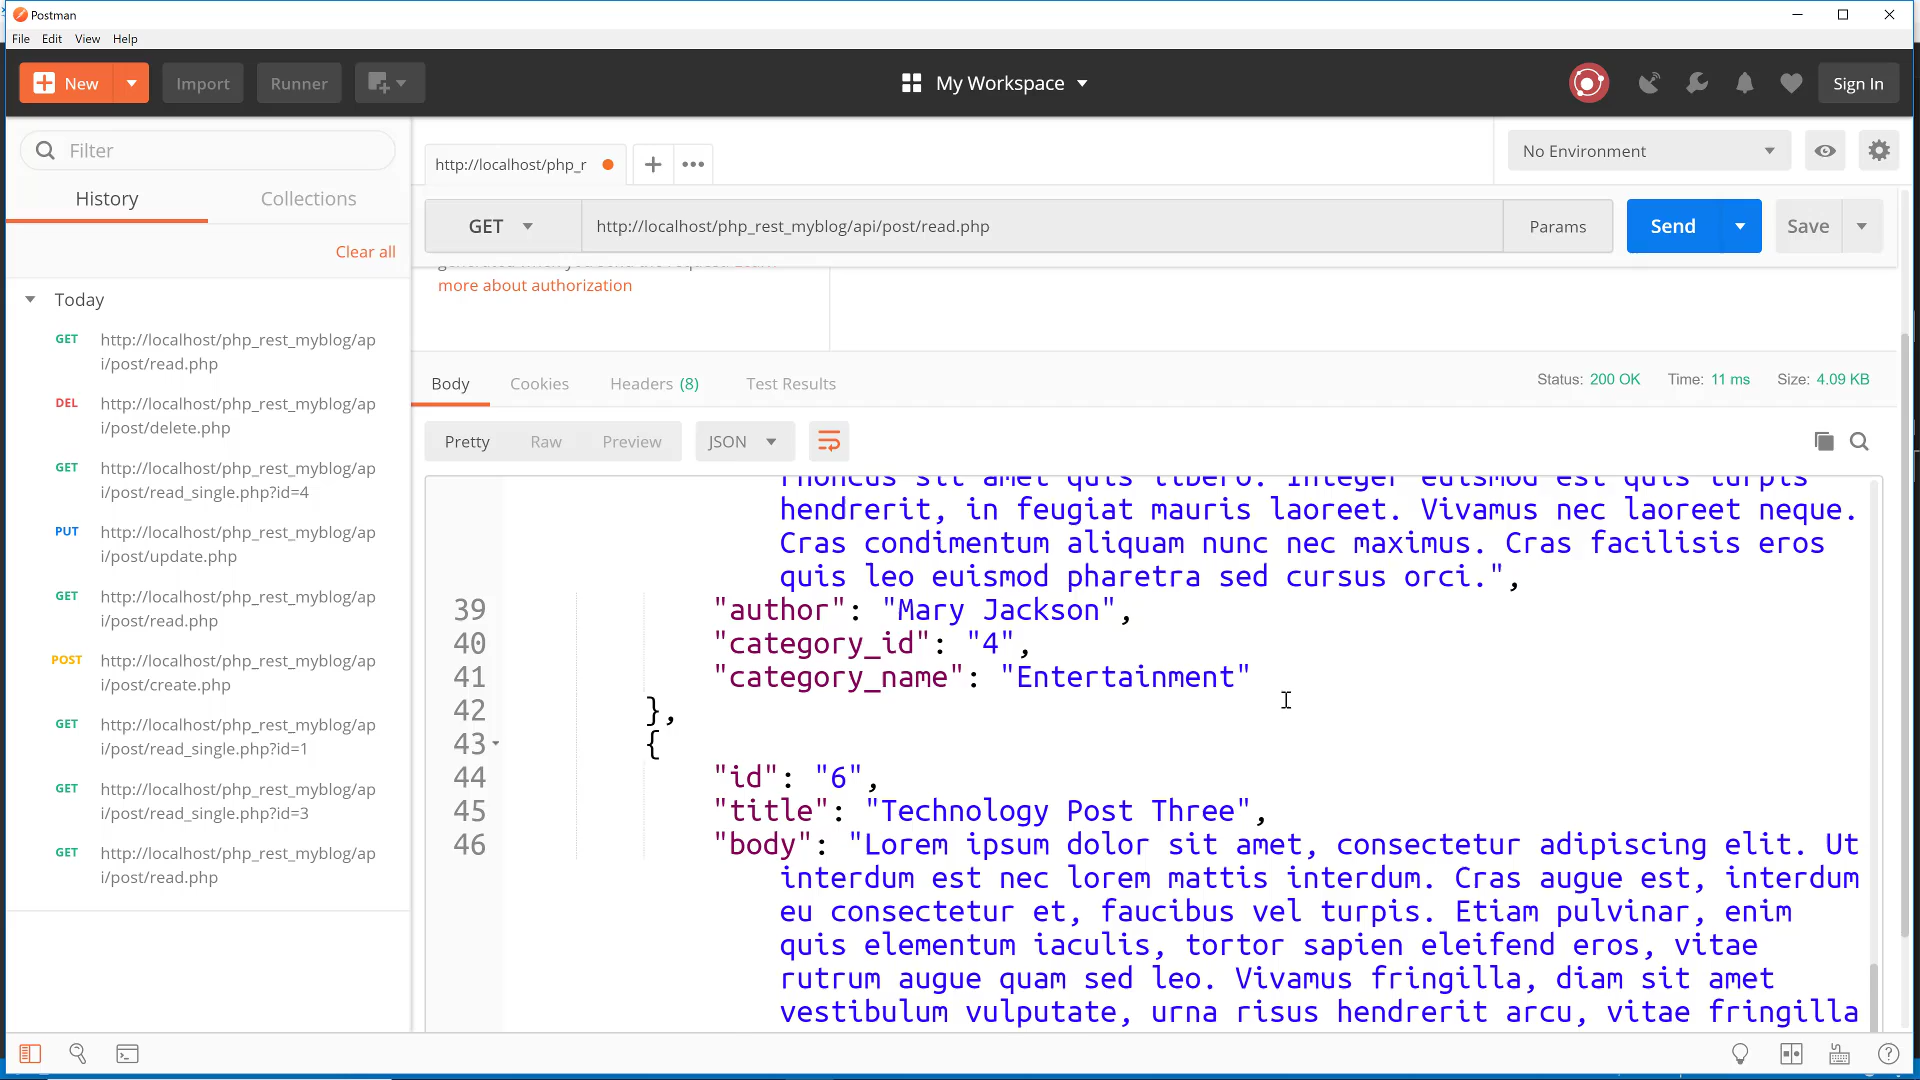 Postman
File Edit View Help
New Import Runner My Workspace Sign In
Filter
History Collections
Clear all
Today
GET http://localhost/php_rest_myblog/ap
i/post/read.php
DEL http://localhost/php_rest_myblog/ap
i/post/delete.php
GET http://localhost/php_rest_myblog/ap
i/post/read_single.php?id=4
PUT http://localhost/php_rest_myblog/ap
i/post/update.php
GET http://localhost/php_rest_myblog/ap
i/post/read.php
POST http://localhost/php_rest_myblog/ap
i/post/create.php
GET http://localhost/php_rest_myblog/ap
i/post/read_single.php?id=1
GET http://localhost/php_rest_myblog/ap
i/post/read_single.php?id=3
GET http://localhost/php_rest_myblog/ap
i/post/read.php
http://localhost/php_r
No Environment
GET http://localhost/php_rest_myblog/api/post/read.php Params Send Save
more about authorization
Body Cookies Headers (8) Test Results Status: 200 OK Time: 11 ms Size: 4.09 KB
Pretty Raw Preview JSON
rhoncus sit amet quis libero. Integer euismod est quis turpis
hendrerit, in feugiat mauris laoreet. Vivamus nec laoreet neque.
Cras condimentum aliquam nunc nec maximus. Cras facilisis eros
quis leo euismod pharetra sed cursus orci.",
39 "author": "Mary Jackson",
40 "category_id": "4",
41 "category_name": "Entertainment"
42 },
43 {
44 "id": "6",
45 "title": "Technology Post Three",
46 "body": "Lorem ipsum dolor sit amet, consectetur adipiscing elit. Ut
interdum est nec lorem mattis interdum. Cras augue est, interdum
eu consectetur et, faucibus vel turpis. Etiam pulvinar, enim
quis elementum iaculis, tortor sapien eleifend eros, vitae
rutrum augue quam sed leo. Vivamus fringilla, diam sit amet
vestibulum vulputate, urna risus hendrerit arcu, vitae fringilla